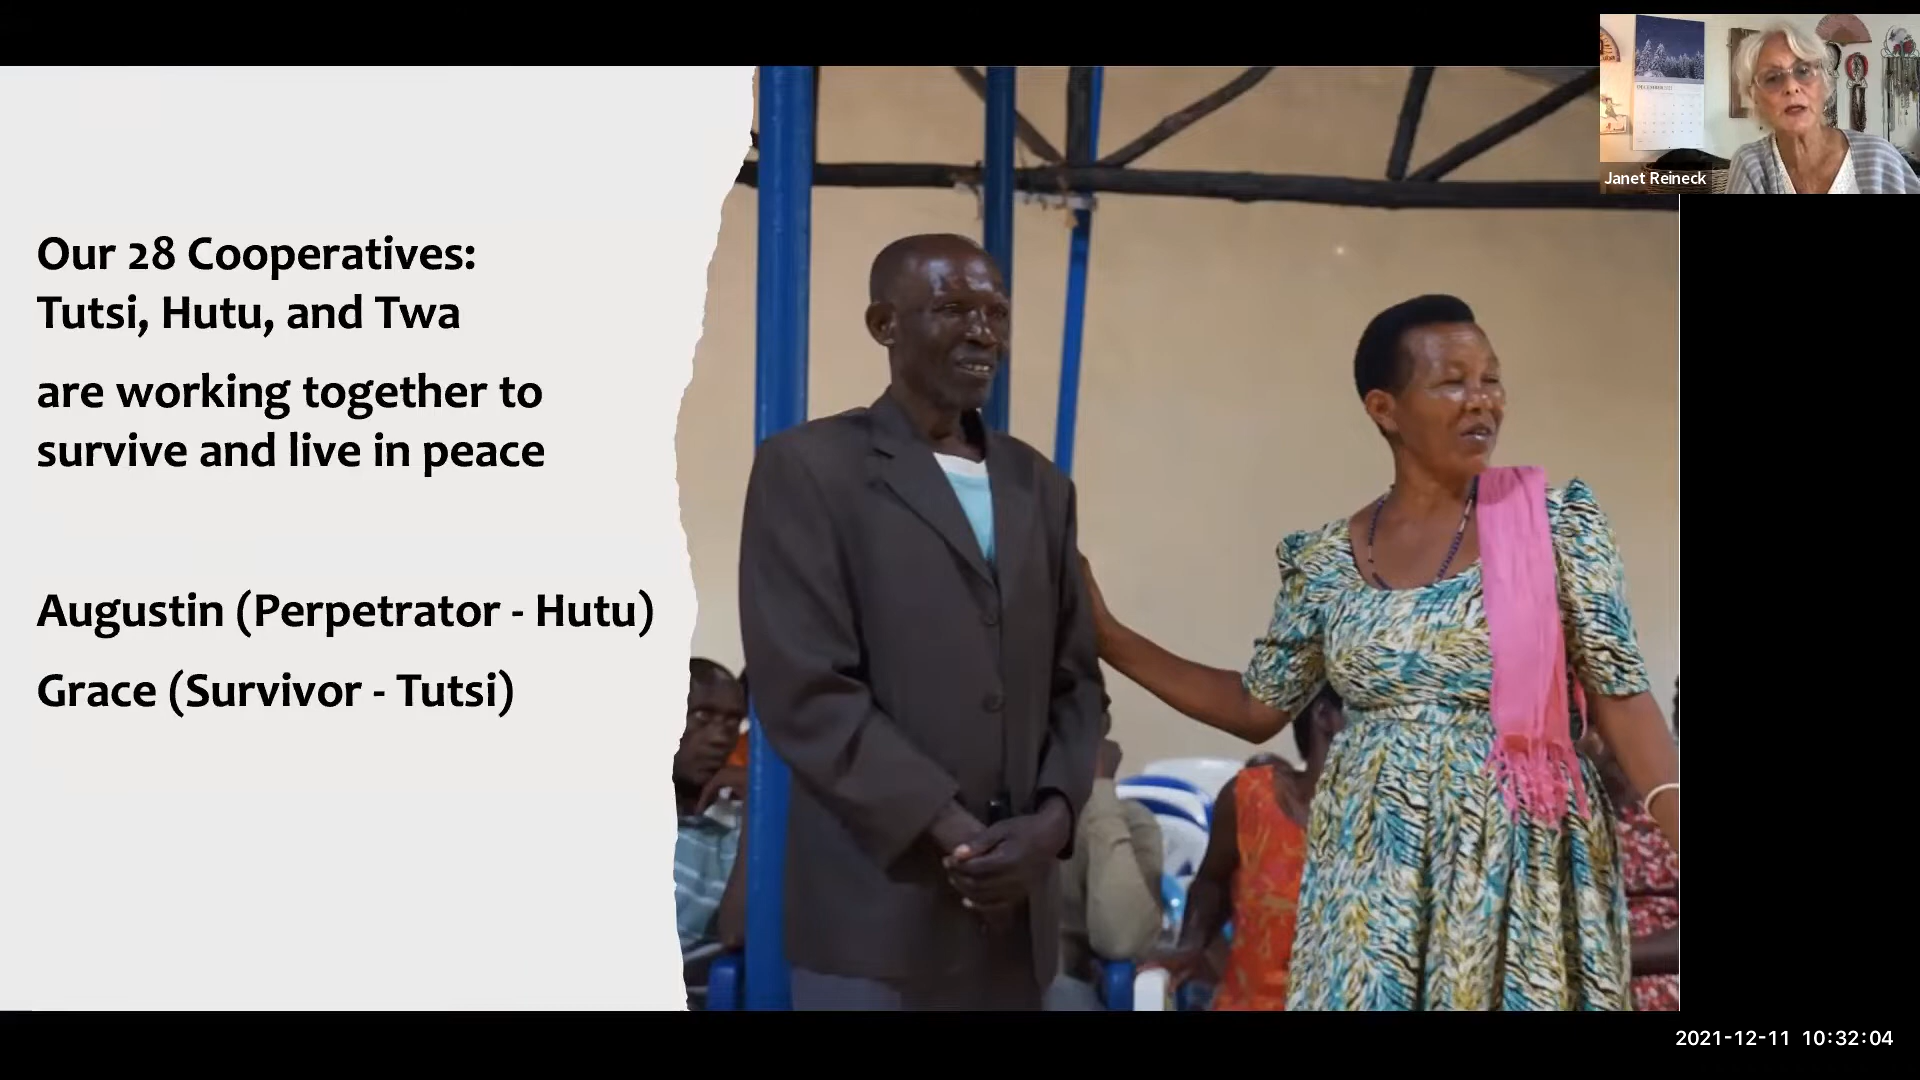 Our 28 Cooperatives:
Tutsi, Hutu, and Twa
are working together to
survive and live in peace
Augustin (Perpetrator - Hutu)
Grace (Survivor - Tutsi)
Janet Reineck
2021-12-11 10:32:04